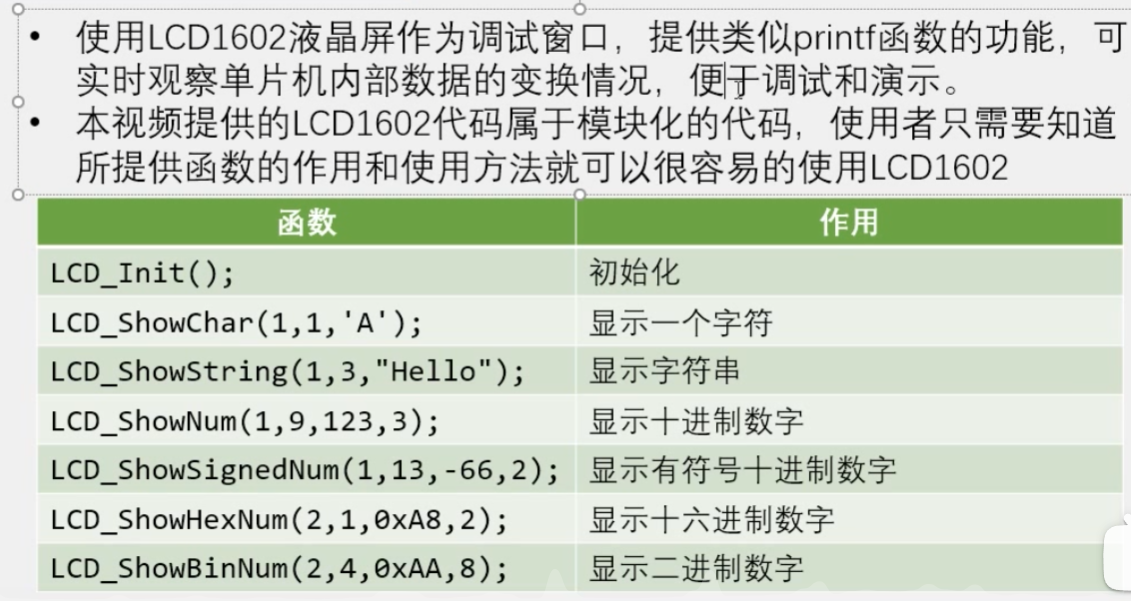 • 使用LCD1602液晶屏作为调试窗口，提供类似printf函数的功能，可
实时观察单片机内部数据的变换情况，便于调试和演示。
• 本视频提供的LCD1602代码属于模块化的代码，使用者只需要知道
所提供函数的作用和使用方法就可以很容易的使用LCD1602
函数 作用
LCD_Init(); 初始化
LCD_ShowChar(1,1,'A'); 显示一个字符
LCD_ShowString(1,3,"Hello"); 显示字符串
LCD_ShowNum(1,9,123,3); 显示十进制数字
LCD_ShowSignedNum(1,13,-66,2); 显示有符号十进制数字
LCD_ShowHexNum(2,1,0xA8,2); 显示十六进制数字
LCD_ShowBinNum(2,4,0xAA,8); 显示二进制数字